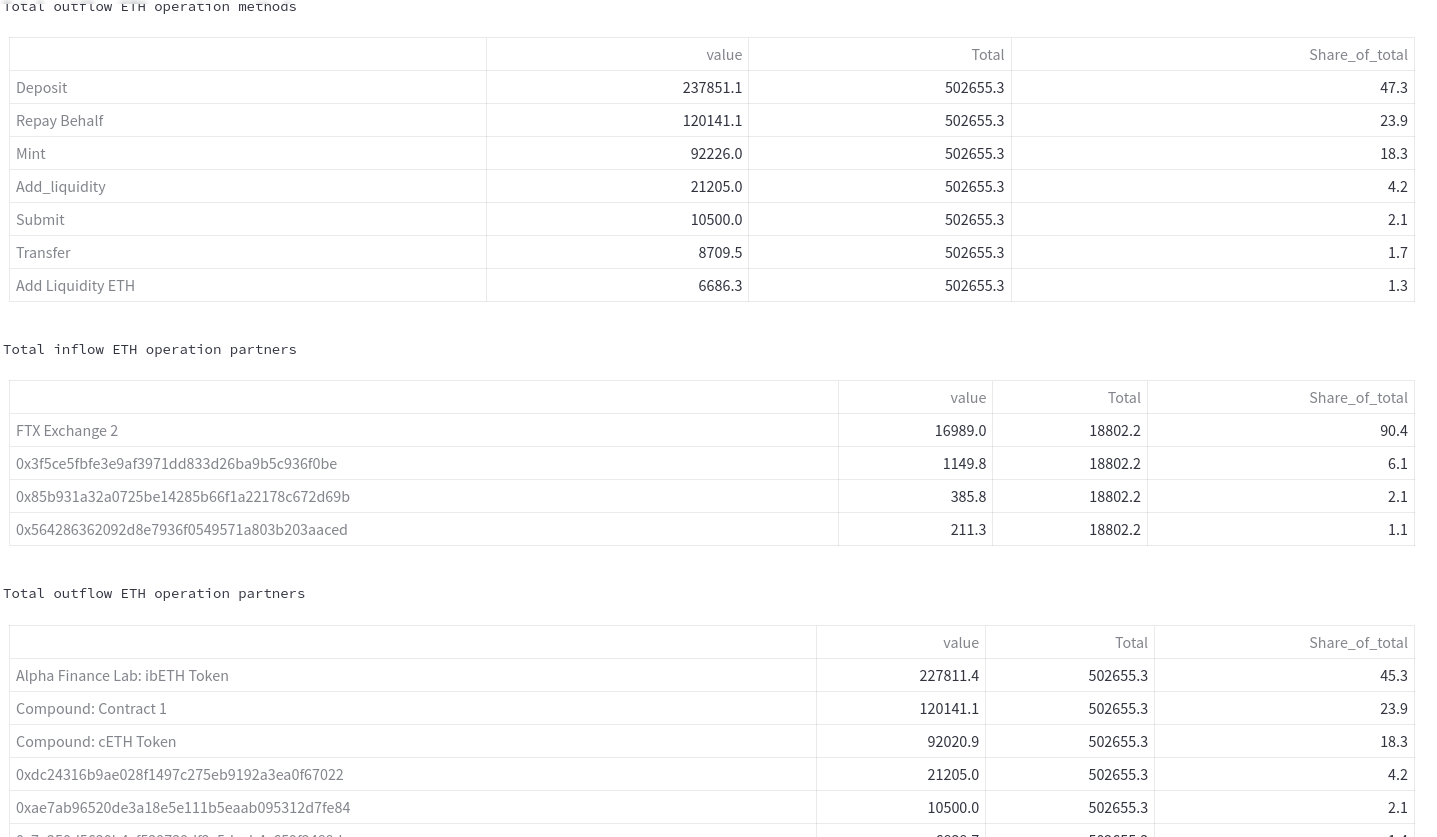 Total outflow ETH operation methods
value Total Share_of_total
Deposit 237851.1 502655.3 47.3
Repay Behalf 120141.1 502655.3 23.9
Mint 92226.0 502655.3 18.3
Add_liquidity 21205.0 502655.3 4.2
Submit 10500.0 502655.3 2.1
Transfer 8709.5 502655.3 1.7
Add Liquidity ETH 6686.3 502655.3 1.3
Total inflow ETH operation partners
value Total Share_of_total
FTX Exchange 2 16989.0 18802.2 90.4
0x3f5ce5fbfe3e9af3971dd833d26ba9b5c936f0be 1149.8 18802.2 6.1
0x85b931a32a0725be14285b66f1a22178c672d69b 385.8 18802.2 2.1
0x564286362092d8e7936f0549571a803b203aaced 211.3 18802.2 1.1
Total outflow ETH operation partners
value Total Share_of_total
Alpha Finance Lab: ibETH Token 227811.4 502655.3 45.3
Compound: Contract 1 120141.1 502655.3 23.9
Compound: cETH Token 92020.9 502655.3 18.3
0xdc24316b9ae028f1497c275eb9192a3ea0f67022 21205.0 502655.3 4.2
0xae7ab96520de3a18e5e111b5eaab095312d7fe84 10500.0 502655.3 2.1